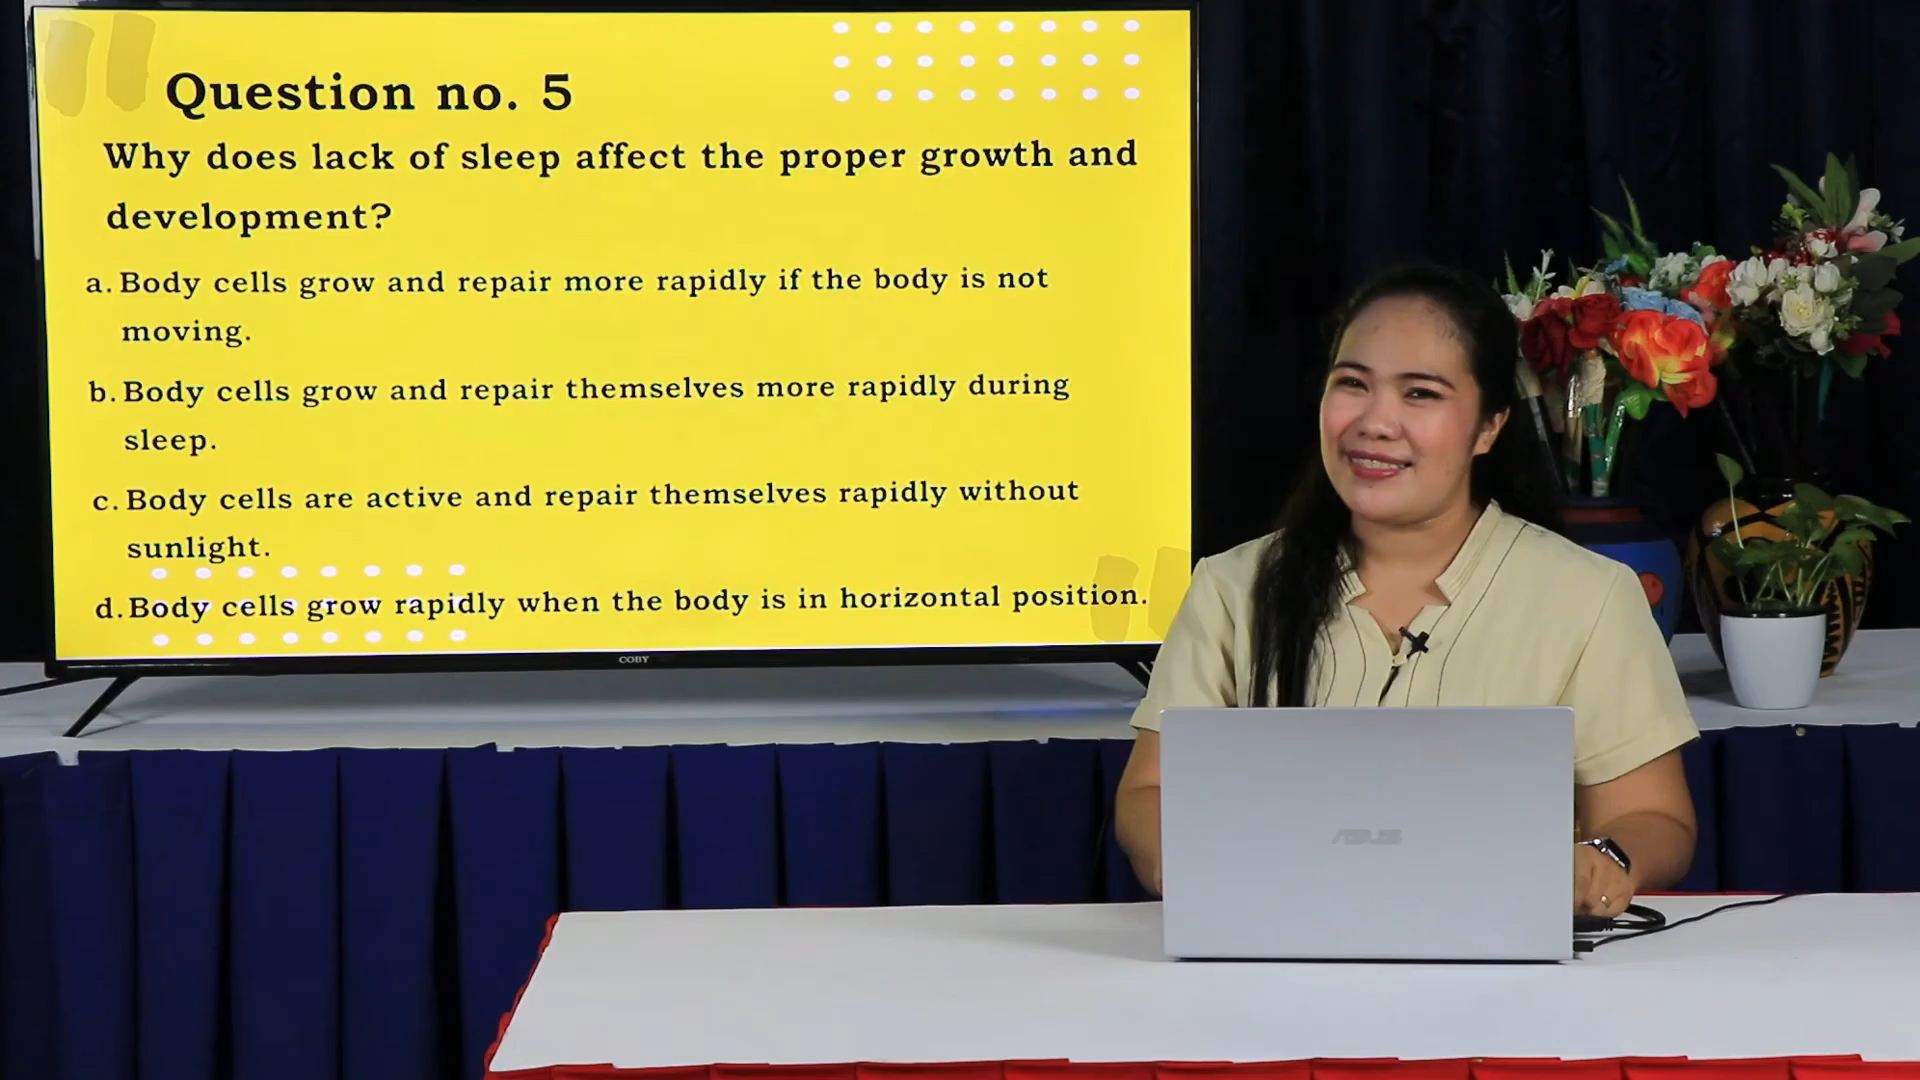 Question no. 5
Why does lack of sleep affect the proper growth and
development?
a. Body cells grow and repair more rapidly if the body is not
moving.
b. Body cells grow and repair themselves more rapidly during
sleep.
c. Body cells are active and repair themselves rapidly without
sunlight.
d. Body cells grow rapidly when the body is in horizontal position.
COBY
ASUS